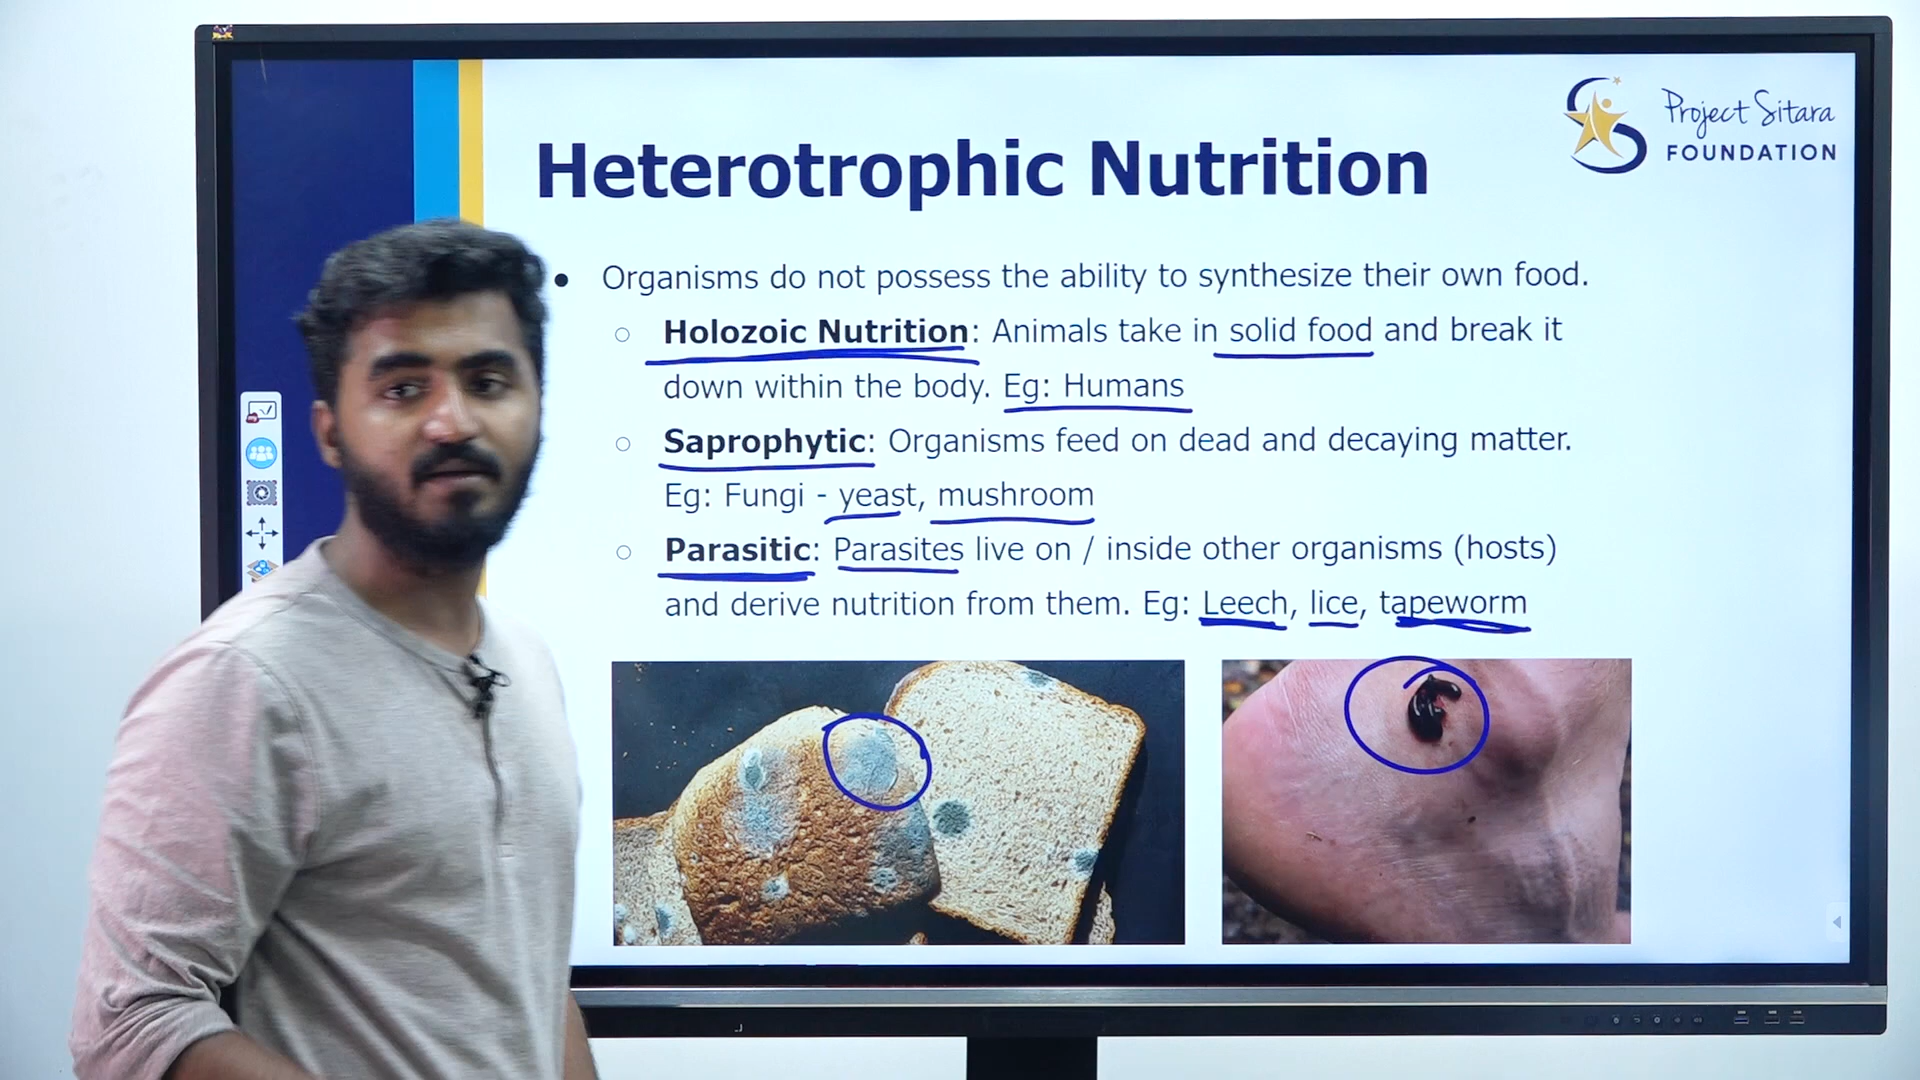 Project Sitara
FOUNDATION
Heterotrophic Nutrition
● Organisms do not possess the ability to synthesize their own food.
○ Holozoic Nutrition: Animals take in solid food and break it
down within the body. Eg: Humans
○ Saprophytic: Organisms feed on dead and decaying matter.
Eg: Fungi - yeast, mushroom
○ Parasitic: Parasites live on / inside other organisms (hosts)
and derive nutrition from them. Eg: Leech, lice, tapeworm